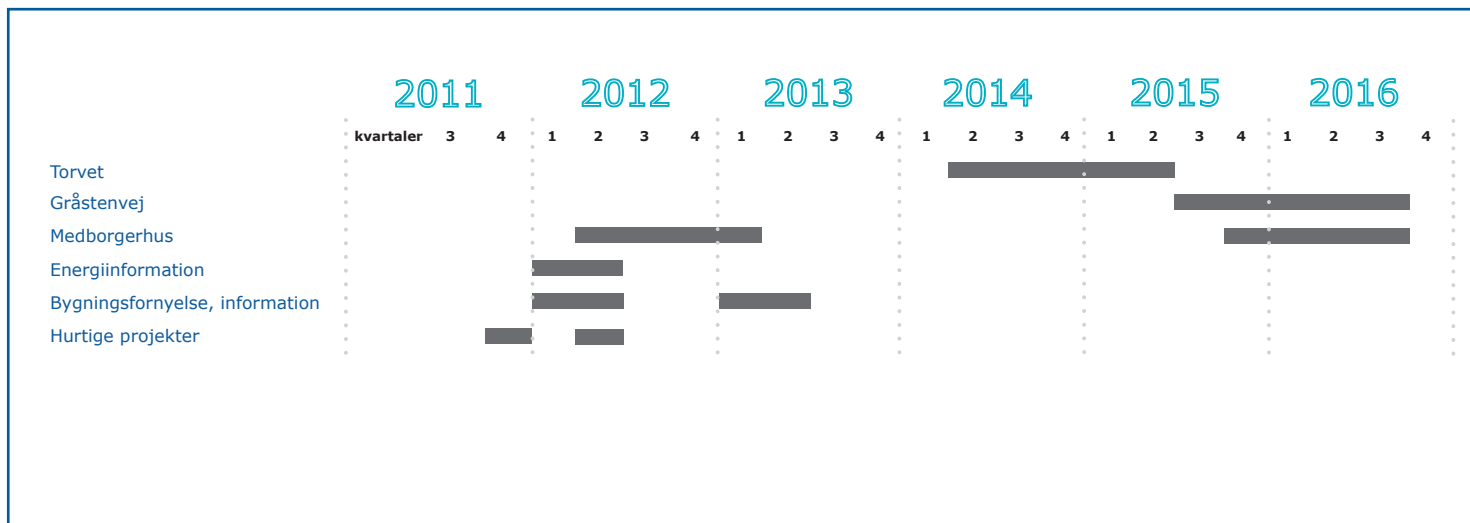 2011 2012 2013 2014 2015 2016
kvartaler 3 4 1 2 3 4 1 2 3 4 1 2 3 4 1 2 3 4 1 2 3 4
Torvet
Gråstenvej
Medborgerhus
Energiinformation
Bygningsfornyelse, information
Hurtige projekter